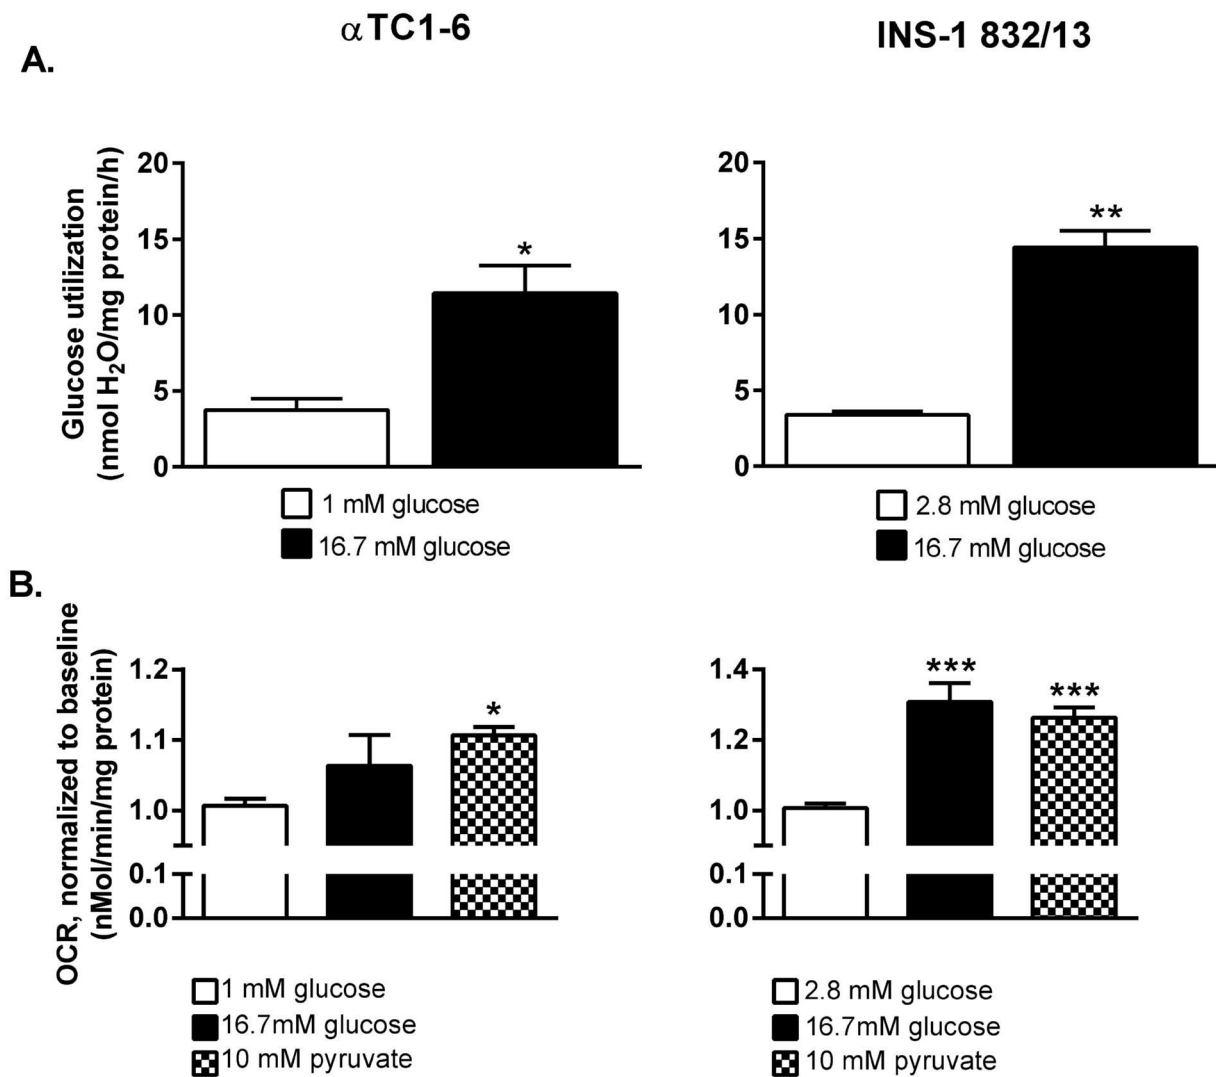 αTC1-6
INS-1 832/13
A.
Glucose utilization
(nmol H₂O/mg protein/h)
20
15
10
5
0
*
1 mM glucose
16.7 mM glucose
20
15
10
5
0
**
2.8 mM glucose
16.7 mM glucose
B.
OCR, normalized to baseline
(nMol/min/mg protein)
1.2
1.1
1.0
0.1
0.0
*
1 mM glucose
16.7mM glucose
10 mM pyruvate
1.4
1.2
1.0
0.1
0.0
***
***
2.8 mM glucose
16.7mM glucose
10 mM pyruvate